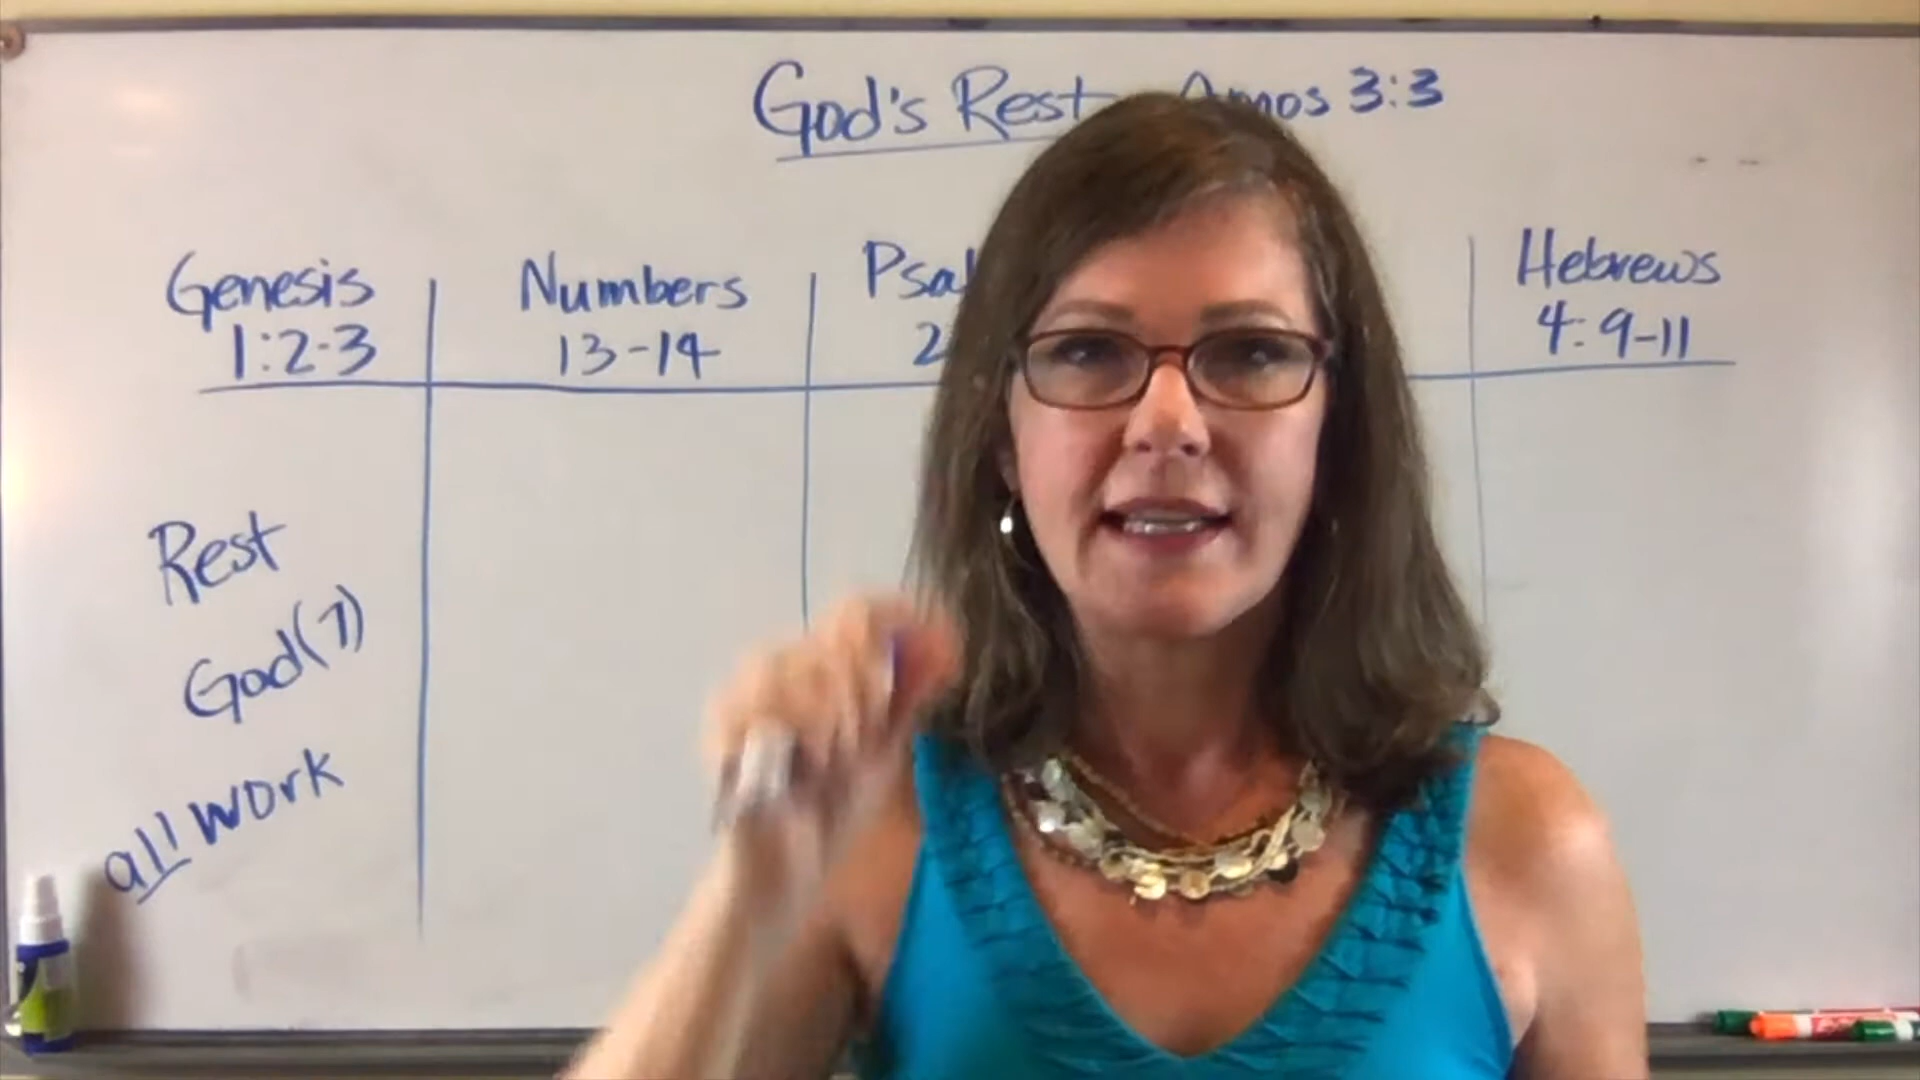 God's Rest Amos 3:3
Genesis
1:2-3
Numbers
13-14
Hebrews
4:9-11
Rest
God(7)
all work